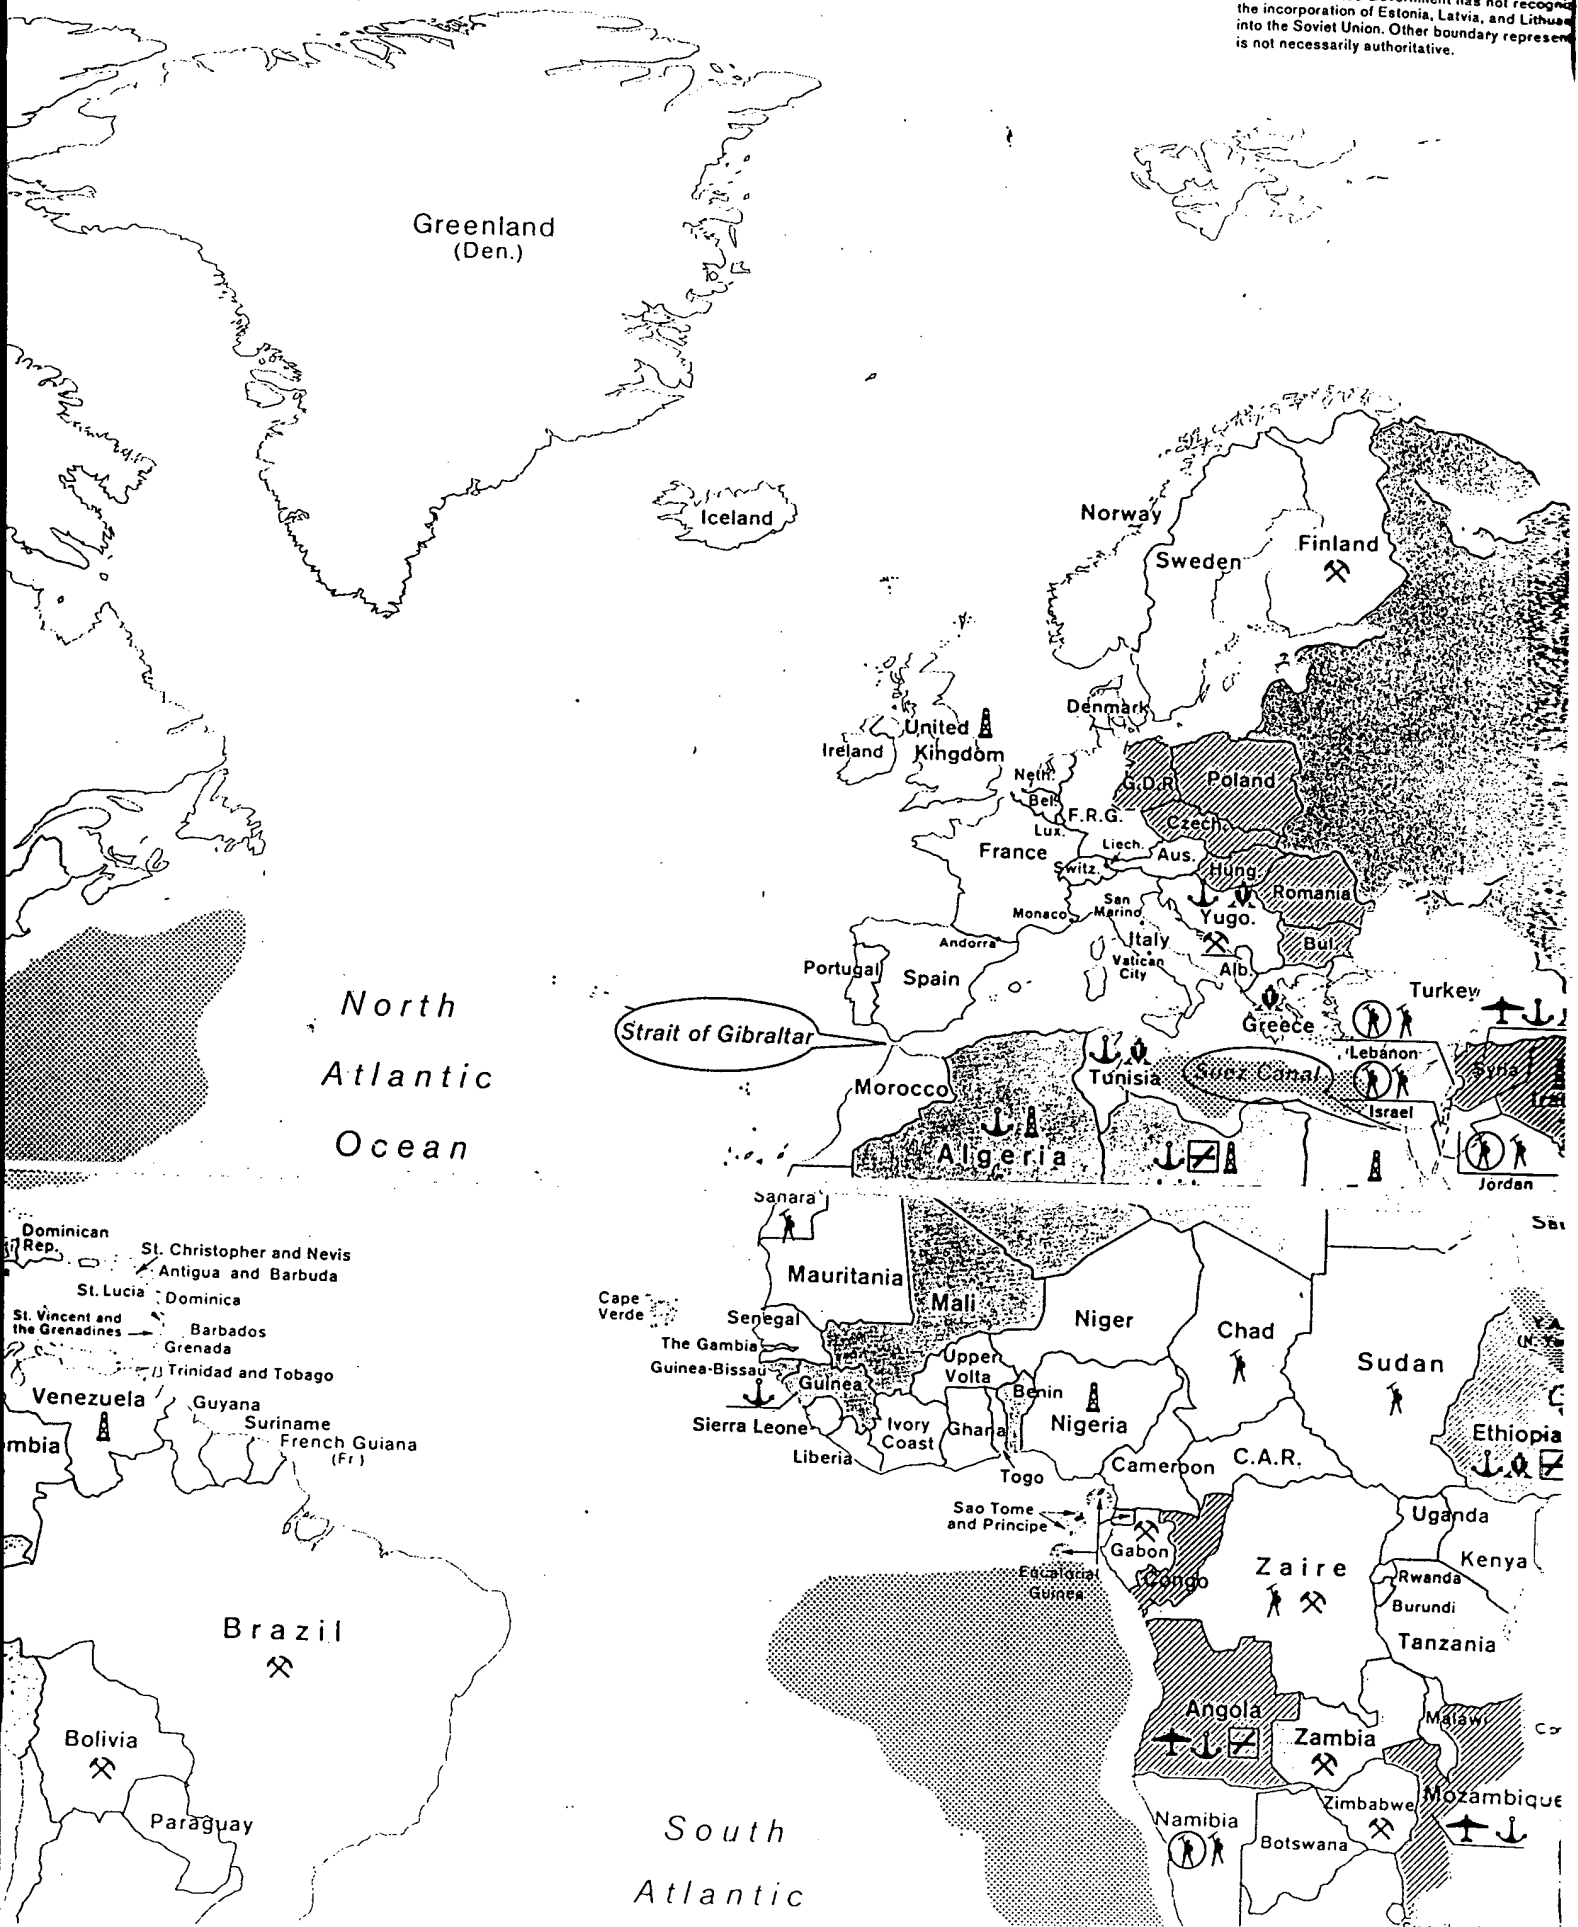 the incorporation of Estonia, Latvia, and
into the Soviet Union. Other boundary
is not necessarily authoritative.
Greenland
(Den.)
Iceland
Norway
Sweden
Finland
Denmark
United
Kingdom
Ireland
Neth.
Bel.
Lux.
F.R.G.
G.D.R.
Poland
Czech.
France
Liech.
Switz.
Aus.
Hung.
Romania
Monaco
San
Marino
Yugo.
Bul.
Andorra
Italy
Vatican
City
Alb.
Portugal
Spain
Greece
Turkey
North
Atlantic
Ocean
Strait of Gibraltar
Morocco
Algeria
Tunisia
Suez Canal
Lebanon
Syria
Israel
Jordan
Dominican
Rep.
St. Christopher and Nevis
Antigua and Barbuda
St. Lucia
Dominica
St. Vincent and
the Grenadines
Barbados
Grenada
Trinidad and Tobago
Venezuela
Guyana
Suriname
French Guiana
(Fr.)
mbia
Brazil
Bolivia
Paraguay
Sahara
Mauritania
Mali
Niger
Chad
Sudan
Cape
Verde
Senegal
The Gambia
Guinea-Bissau
Guinea
Sierra Leone
Liberia
Ivory
Coast
Upper
Volta
Ghana
Togo
Benin
Nigeria
Cameroon
C.A.R.
Ethiopia
Sao Tome
and Principe
Equatorial
Guinea
Gabon
Congo
Zaire
Uganda
Kenya
Rwanda
Burundi
Tanzania
Angola
Zambia
Malawi
Mozambique
Zimbabwe
Namibia
Botswana
South
Atlantic